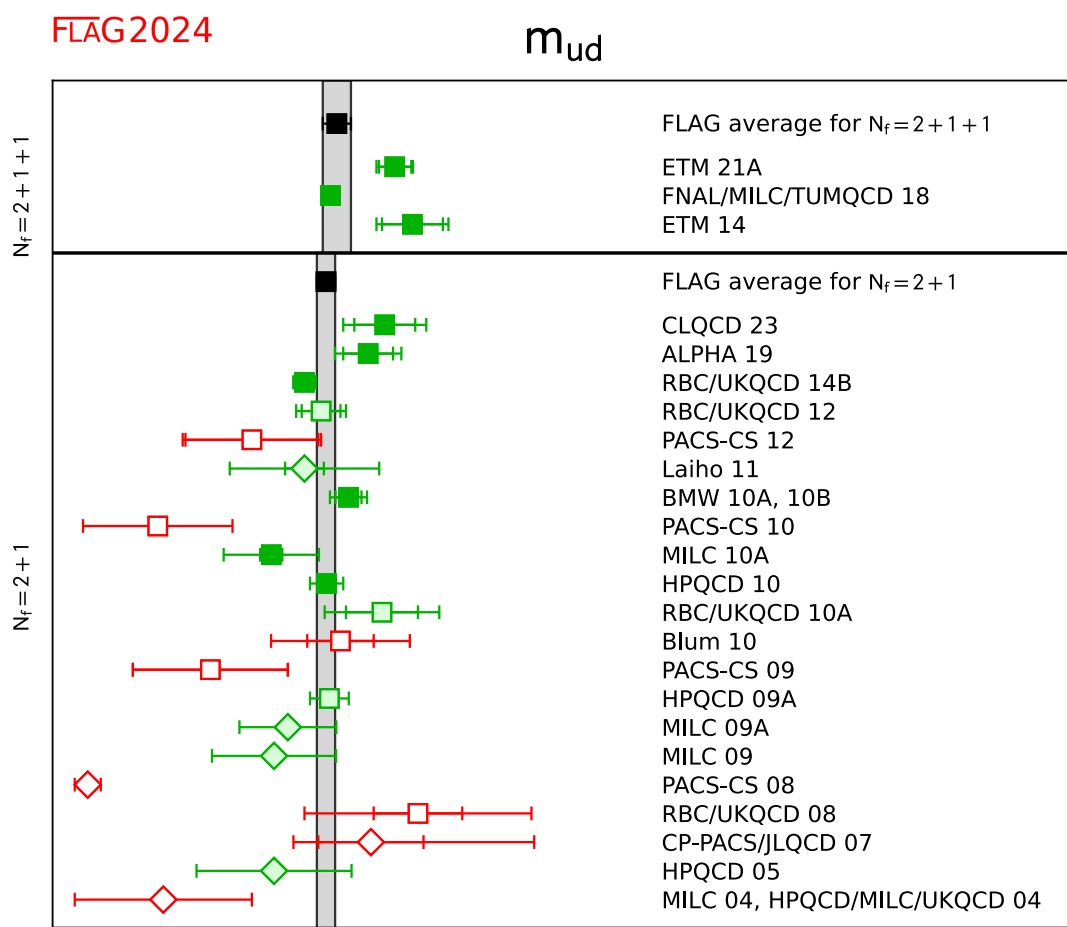 FLAG2024
m_ud
N_f=2+1+1
FLAG average for N_f=2+1+1
ETM 21A
FNAL/MILC/TUMQCD 18
ETM 14
N_f=2+1
FLAG average for N_f=2+1
CLQCD 23
ALPHA 19
RBC/UKQCD 14B
RBC/UKQCD 12
PACS-CS 12
Laiho 11
BMW 10A, 10B
PACS-CS 10
MILC 10A
HPQCD 10
RBC/UKQCD 10A
Blum 10
PACS-CS 09
HPQCD 09A
MILC 09A
MILC 09
PACS-CS 08
RBC/UKQCD 08
CP-PACS/JLQCD 07
HPQCD 05
MILC 04, HPQCD/MILC/UKQCD 04